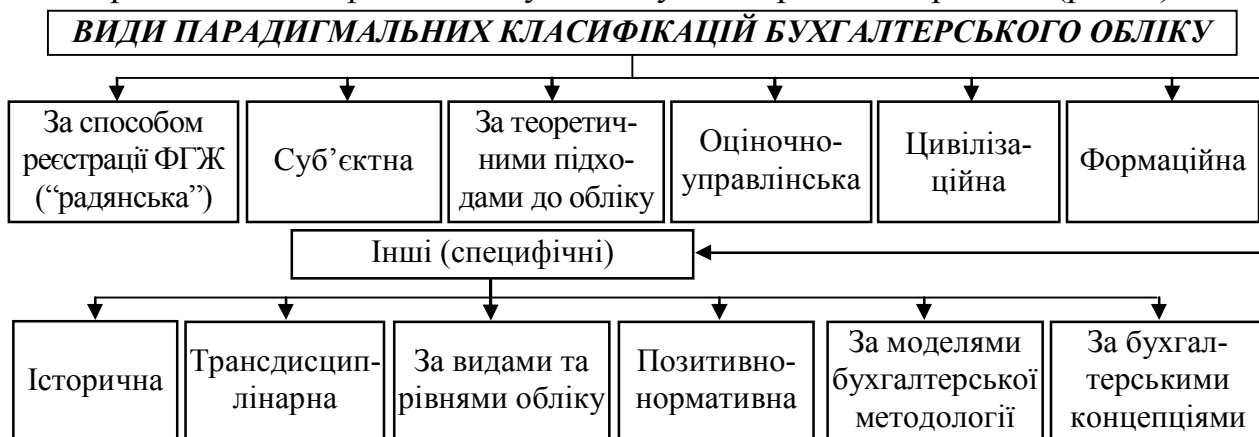 ВИДИ ПАРАДИГМАЛЬНИХ КЛАСИФІКАЦІЙ БУХГАЛТЕРСЬКОГО ОБЛІКУ
За способом
реєстрації ФГЖ
(“радянська”)
Суб’єктна
За теоретич-
ними підхо-
дами до обліку
Оціночно-
управлінська
Цивіліза-
ційна
Формаційна
Інші (специфічні)
Історична
Трансдисцип-
лінарна
За видами та
рівнями обліку
Позитивно-
нормативна
За моделями
бухгалтерської
методології
За бухгал-
терськими
концепціями